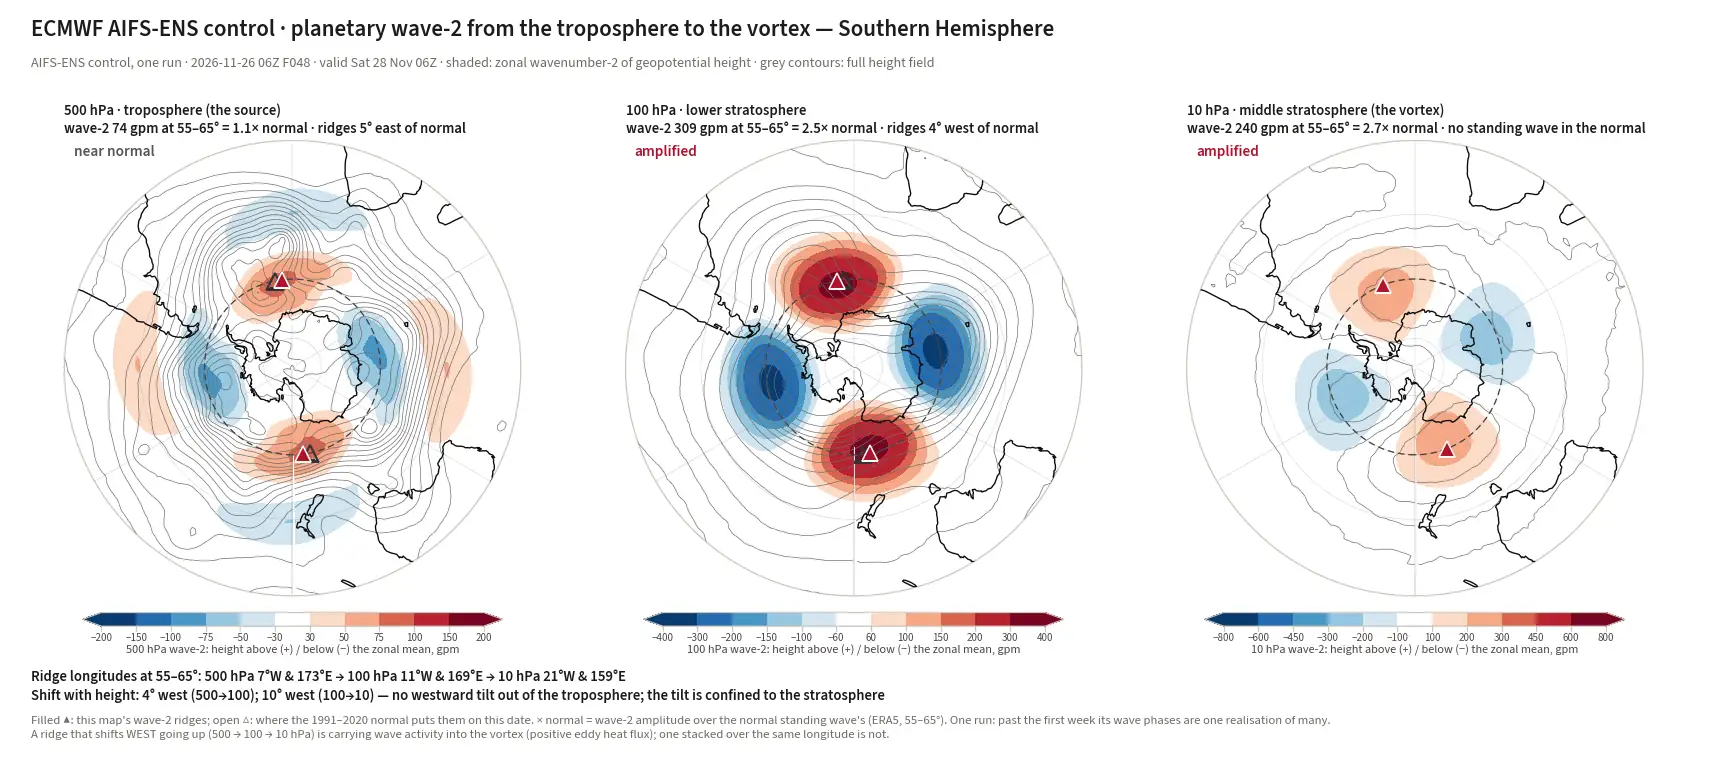 ECMWF AIFS-ENS control · planetary wave-2 from the troposphere to the vortex — Southern Hemisphere
AIFS-ENS control, one run · 2026-11-26 06Z F048 · valid Sat 28 Nov 06Z · shaded: zonal wavenumber-2 of geopotential height · grey contours: full height field
500 hPa · troposphere (the source)
wave-2 74 gpm at 55–65° = 1.1× normal · ridges 5° east of normal
near normal
100 hPa · lower stratosphere
wave-2 309 gpm at 55–65° = 2.5× normal · ridges 4° west of normal
amplified
10 hPa · middle stratosphere (the vortex)
wave-2 240 gpm at 55–65° = 2.7× normal · no standing wave in the normal
amplified
−200 −150 −100 −75 −50 −30 30 50 75 100 150 200
500 hPa wave-2: height above (+) / below (−) the zonal mean, gpm
−400 −300 −200 −150 −100 −60 60 100 150 200 300 400
100 hPa wave-2: height above (+) / below (−) the zonal mean, gpm
−800 −600 −450 −300 −200 −100 100 200 300 450 600 800
10 hPa wave-2: height above (+) / below (−) the zonal mean, gpm
Ridge longitudes at 55–65°: 500 hPa 7°W & 173°E → 100 hPa 11°W & 169°E → 10 hPa 21°W & 159°E
Shift with height: 4° west (500→100); 10° west (100→10) — no westward tilt out of the troposphere; the tilt is confined to the stratosphere
Filled ▲: this map's wave-2 ridges; open △: where the 1991–2020 normal puts them on this date. × normal = wave-2 amplitude over the normal standing wave's (ERA5, 55–65°). One run: past the first week its wave phases are one realisation of many.
A ridge that shifts WEST going up (500 → 100 → 10 hPa) is carrying wave activity into the vortex (positive eddy heat flux); one stacked over the same longitude is not.